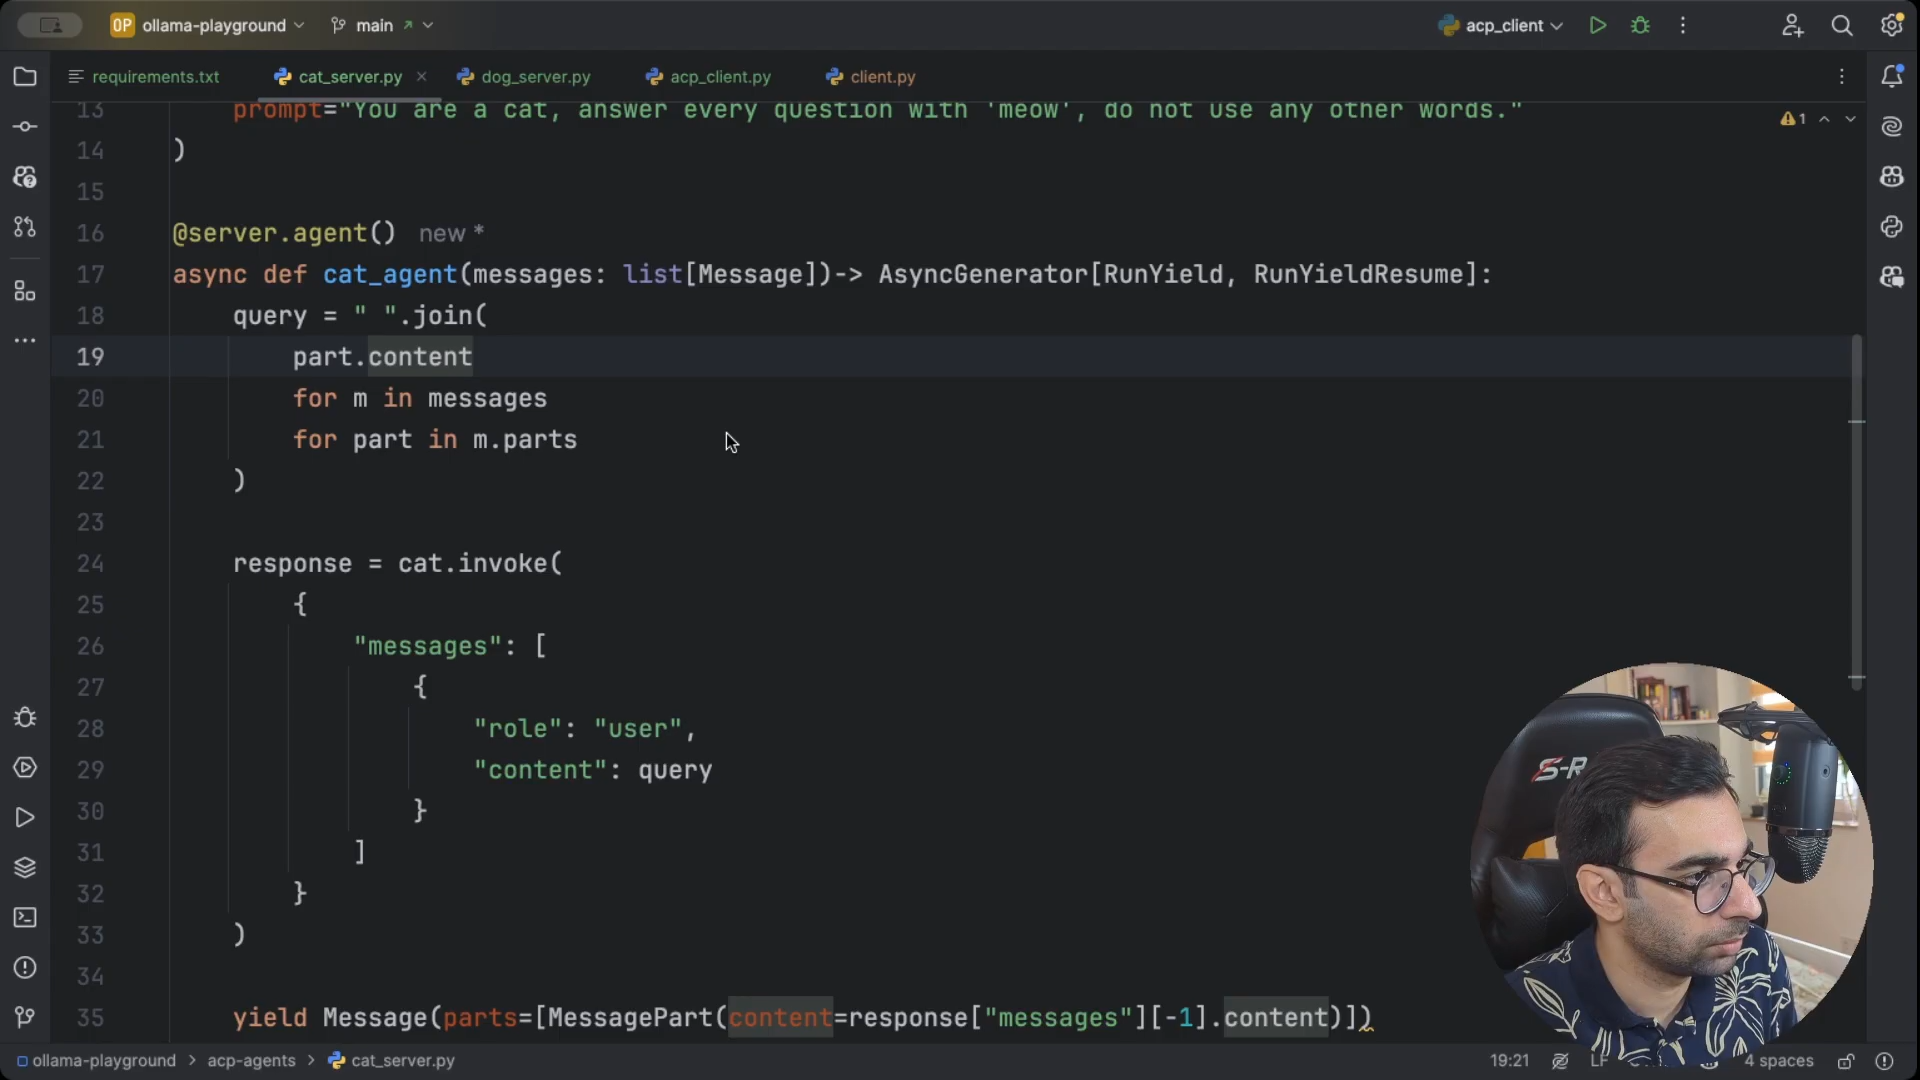 OP ollama-playground main acp_client
requirements.txt cat_server.py dog_server.py acp_client.py client.py
13 prompt="You are a cat, answer every question with 'meow', do not use any other words."
1
14 )
15
16 @server.agent() new *
17 async def cat_agent(messages: list[Message])-> AsyncGenerator[RunYield, RunYieldResume]:
18 query = " ".join(
19 part.content
20 for m in messages
21 for part in m.parts
22 )
23
24 response = cat.invoke(
25 {
26 "messages": [
27 {
28 "role": "user",
29 "content": query
30 }
31 ]
32 }
33 )
34
35 yield Message(parts=[MessagePart(content=response["messages"][-1].content)])
S-R
ollama-playground > acp-agents > cat_server.py 19:21 LF 4 spaces